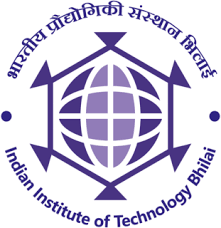 भारतीय प्रौद्योगिकी संस्थान भिलाई
Indian Institute of Technology Bhilai